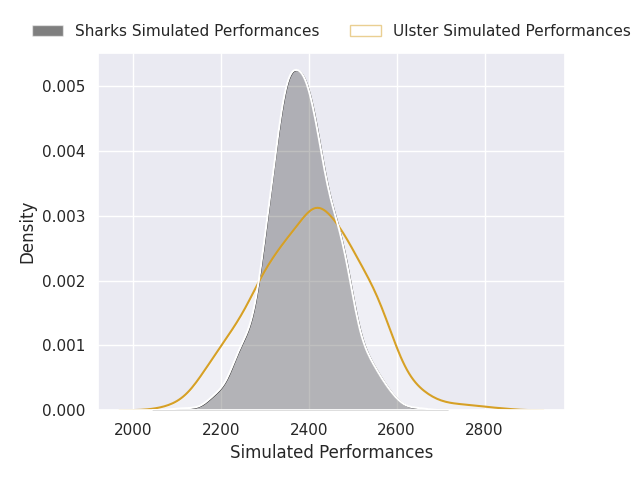 Sharks Simulated Performances Ulster Simulated Performances
0.005
0.004
0.003
0.002
0.001
0.000
Density
2000 2200 2400 2600 2800
Simulated Performances